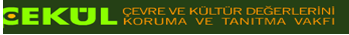 ÇEKÜL ÇEVRE VE KÜLTÜR DEĞERLERİNİ
KORUMA VE TANITMA VAKFI